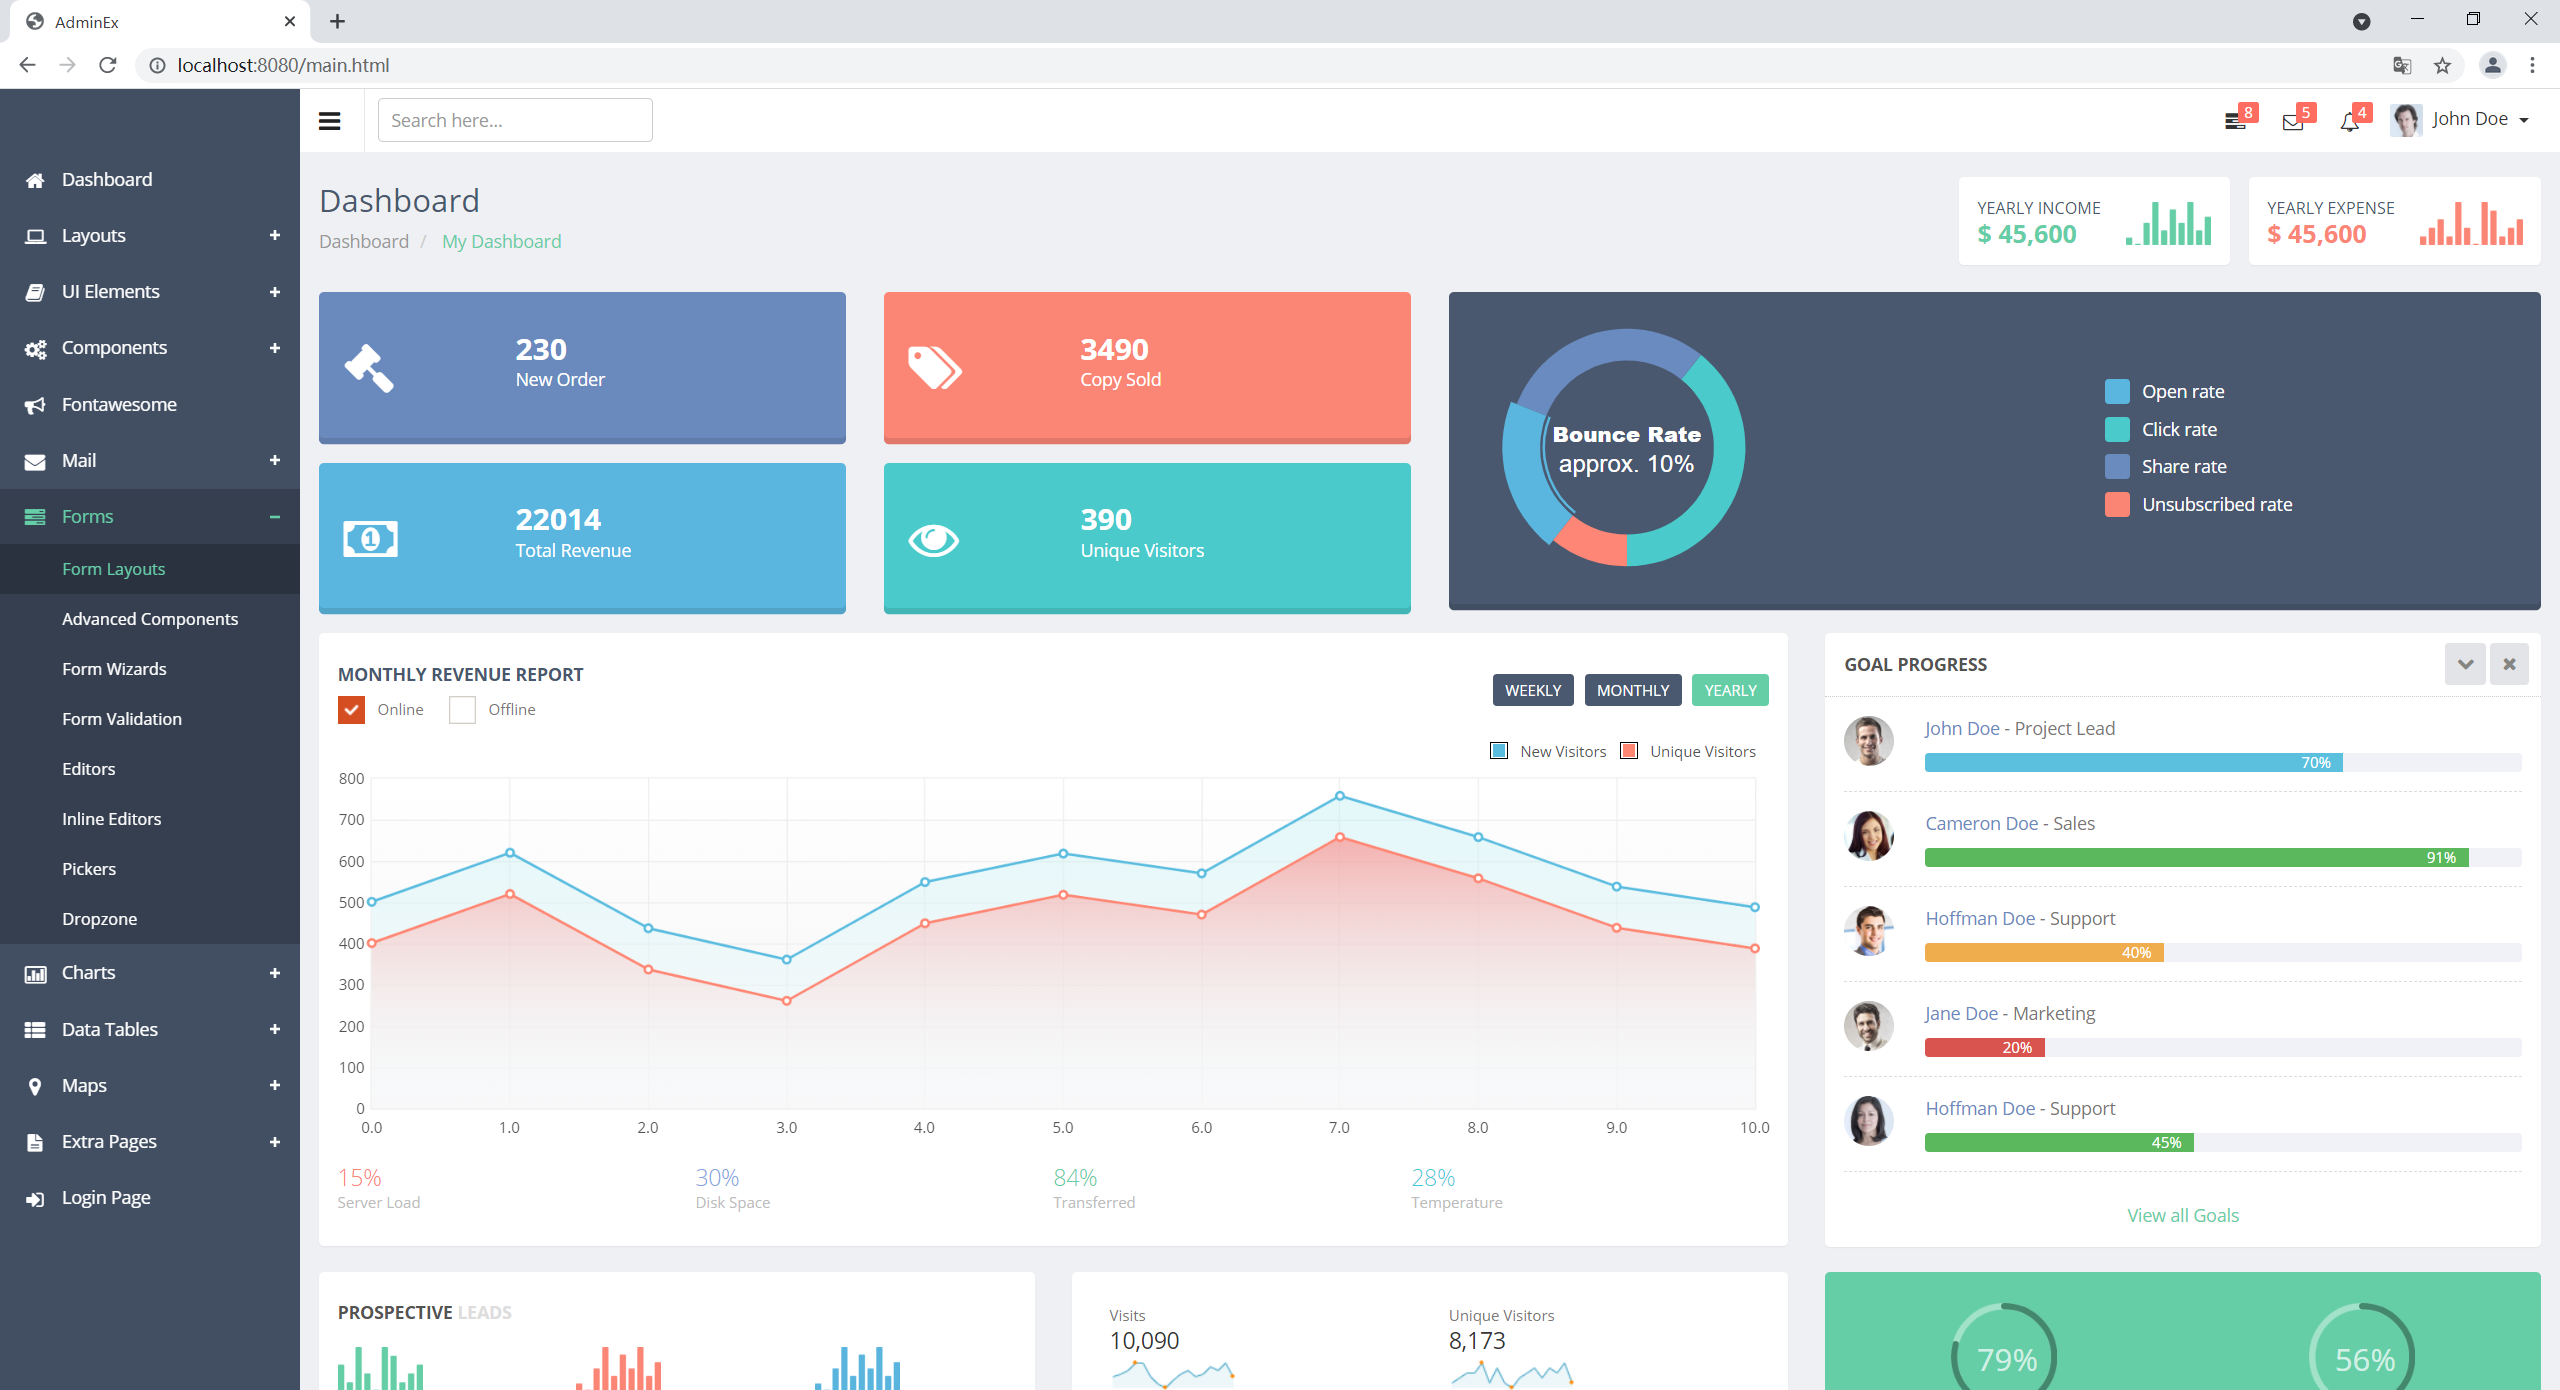 AdminEx
localhost:8080/main.html
Search here...
8
5
4
John Doe
Dashboard
Layouts
UI Elements
Components
Fontawesome
Mail
Forms
Form Layouts
Advanced Components
Form Wizards
Form Validation
Editors
Inline Editors
Pickers
Dropzone
Charts
Data Tables
Maps
Extra Pages
Login Page
Dashboard
Dashboard / My Dashboard
YEARLY INCOME
$ 45,600
YEARLY EXPENSE
$ 45,600
230
New Order
3490
Copy Sold
22014
Total Revenue
390
Unique Visitors
Bounce Rate
approx. 10%
Open rate
Click rate
Share rate
Unsubscribed rate
MONTHLY REVENUE REPORT
Online
Offline
WEEKLY
MONTHLY
YEARLY
New Visitors
Unique Visitors
800
700
600
500
400
300
200
100
0
0.0 1.0 2.0 3.0 4.0 5.0 6.0 7.0 8.0 9.0 10.0
15%
Server Load
30%
Disk Space
84%
Transferred
28%
Temperature
GOAL PROGRESS
John Doe - Project Lead
70%
Cameron Doe - Sales
91%
Hoffman Doe - Support
40%
Jane Doe - Marketing
20%
Hoffman Doe - Support
45%
View all Goals
PROSPECTIVE LEADS
Visits
10,090
Unique Visitors
8,173
79%
56%